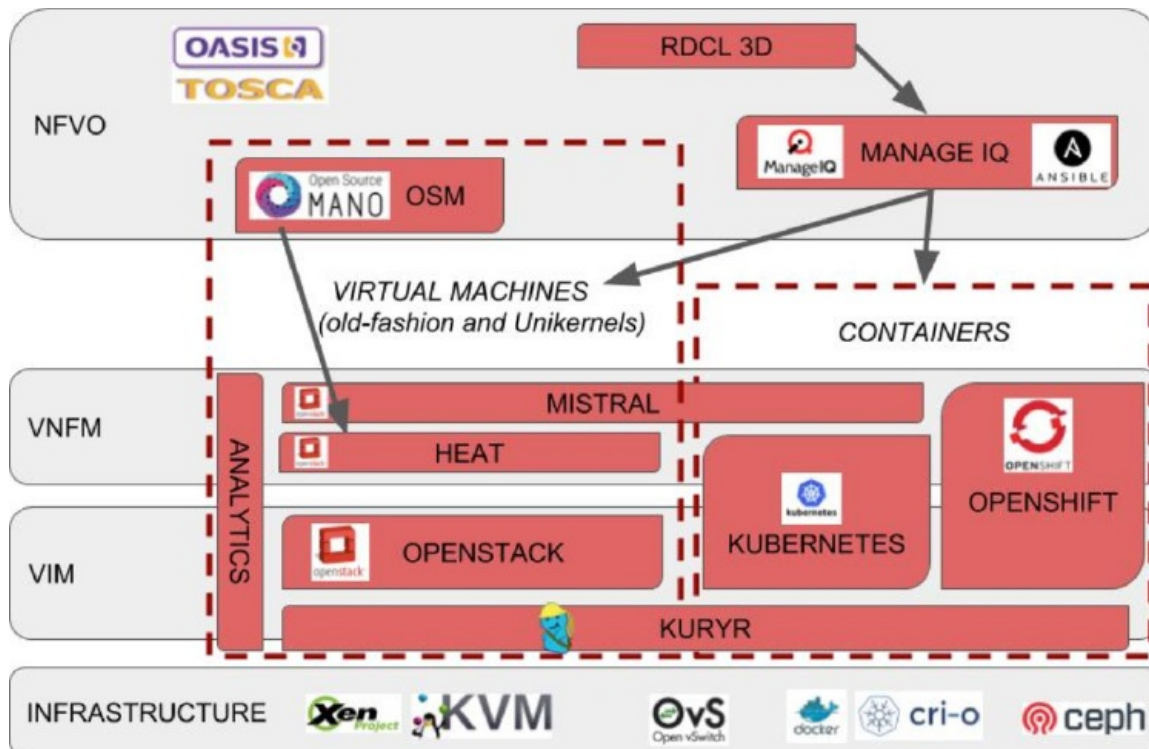 OASIS
TOSCA
RDCL 3D
NFVO
ManageIQ
MANAGE IQ
ANSIBLE
Open Source
MANO
OSM
VIRTUAL MACHINES
(old-fashion and Unikernels)
CONTAINERS
VNFM
ANALYTICS
openstack
MISTRAL
openstack
HEAT
OPENSHIFT
OPENSHIFT
kubernetes
KUBERNETES
VIM
openstack
OPENSTACK
KURYR
INFRASTRUCTURE
Xen
Project
KVM
OvS
Open vSwitch
docker
cri-o
ceph